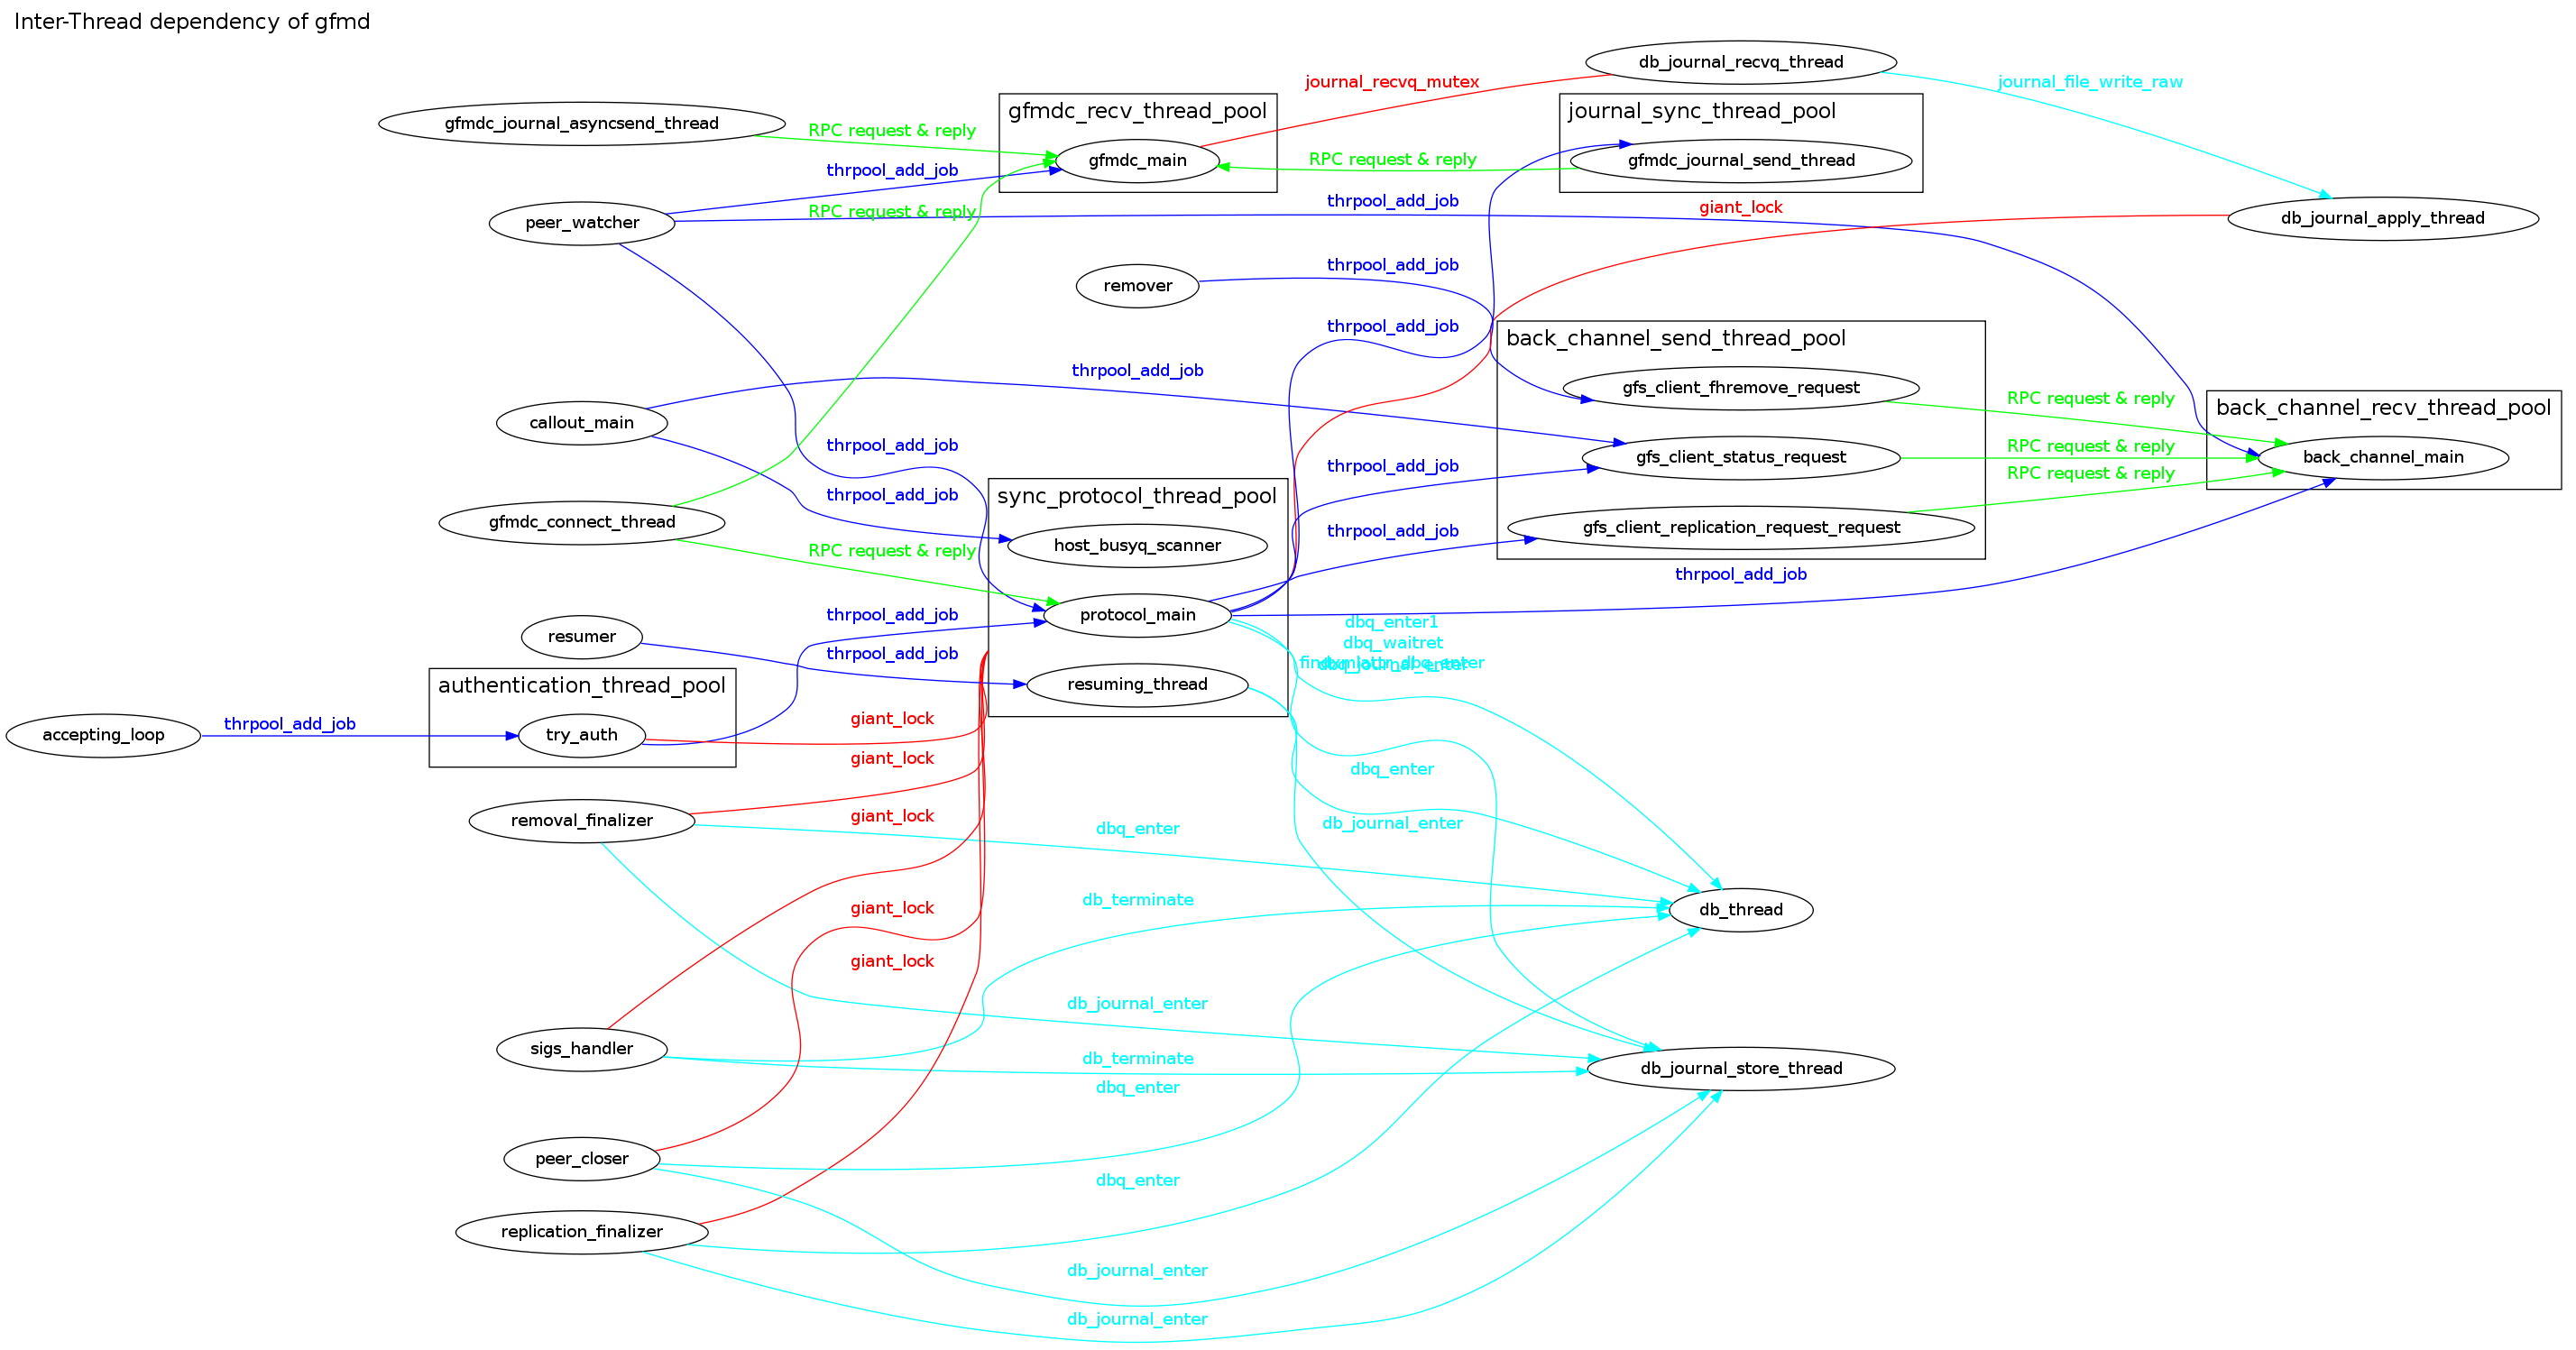 Inter-Thread dependency of gfmd
db_journal_recvq_thread
journal_recvq_mutex
journal_file_write_raw
gfmdc_recv_thread_pool
journal_sync_thread_pool
gfmdc_journal_asyncsend_thread
RPC request & reply
gfmdc_main
RPC request & reply
gfmdc_journal_send_thread
thrpool_add_job
peer_watcher
RPC request & reply
thrpool_add_job
giant_lock
db_journal_apply_thread
remover
thrpool_add_job
thrpool_add_job
back_channel_send_thread_pool
thrpool_add_job
gfs_client_fhremove_request
RPC request & reply
back_channel_recv_thread_pool
callout_main
thrpool_add_job
gfs_client_status_request
RPC request & reply
back_channel_main
thrpool_add_job
RPC request & reply
thrpool_add_job
sync_protocol_thread_pool
gfmdc_connect_thread
thrpool_add_job
gfs_client_replication_request_request
host_busyq_scanner
RPC request & reply
thrpool_add_job
thrpool_add_job
protocol_main
dbq_enter1
dbq_waitret
dbq_enter
db_journal_enter
resumer
thrpool_add_job
authentication_thread_pool
resuming_thread
accepting_loop
thrpool_add_job
try_auth
giant_lock
giant_lock
dbq_enter
removal_finalizer
giant_lock
dbq_enter
db_journal_enter
giant_lock
db_terminate
db_thread
giant_lock
db_journal_enter
sigs_handler
db_terminate
db_journal_store_thread
dbq_enter
peer_closer
dbq_enter
replication_finalizer
db_journal_enter
db_journal_enter